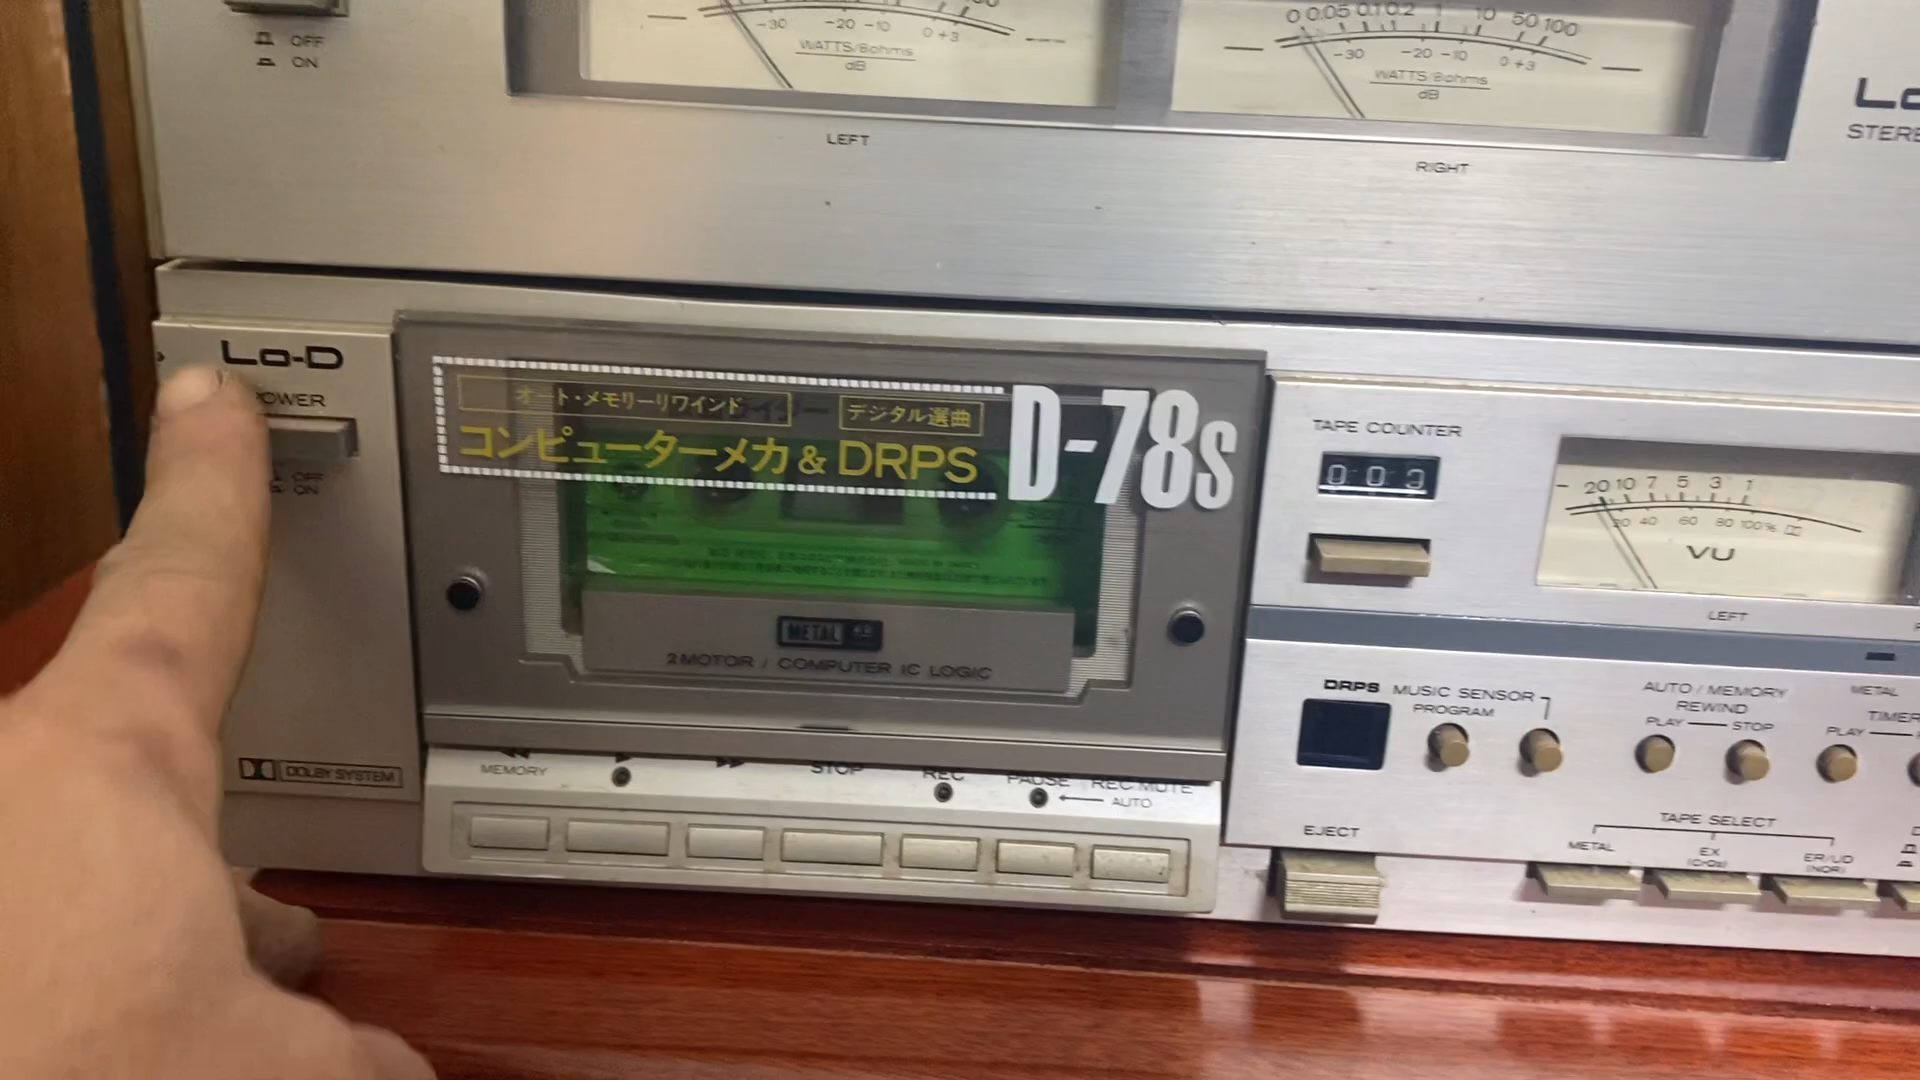 OFF
ON
-30 -20 -10 0 +3
WATTS/8ohms
dB
LEFT
0 0.05 0.1 0.2 1 10 50 100
-30 -20 -10 0 +3
WATTS/8ohms
dB
RIGHT
Lo
STERE
Lo-D
POWER
OFF
ON
オート・メモリーリワインド
デジタル選曲
コンピューターメカ & DRPS
D-78s
METAL
2MOTOR / COMPUTER IC LOGIC
DOLBY SYSTEM
MEMORY
STOP
REC
PAUSE
REC MUTE
AUTO
TAPE COUNTER
003
20 10 7 5 3 1
20 40 60 80 100%
VU
LEFT
DRPS
MUSIC SENSOR
PROGRAM
AUTO / MEMORY
REWIND
PLAY STOP
METAL
TIMER
PLAY
EJECT
TAPE SELECT
METAL
EX
(CrO2)
ER/UD
(NOR)